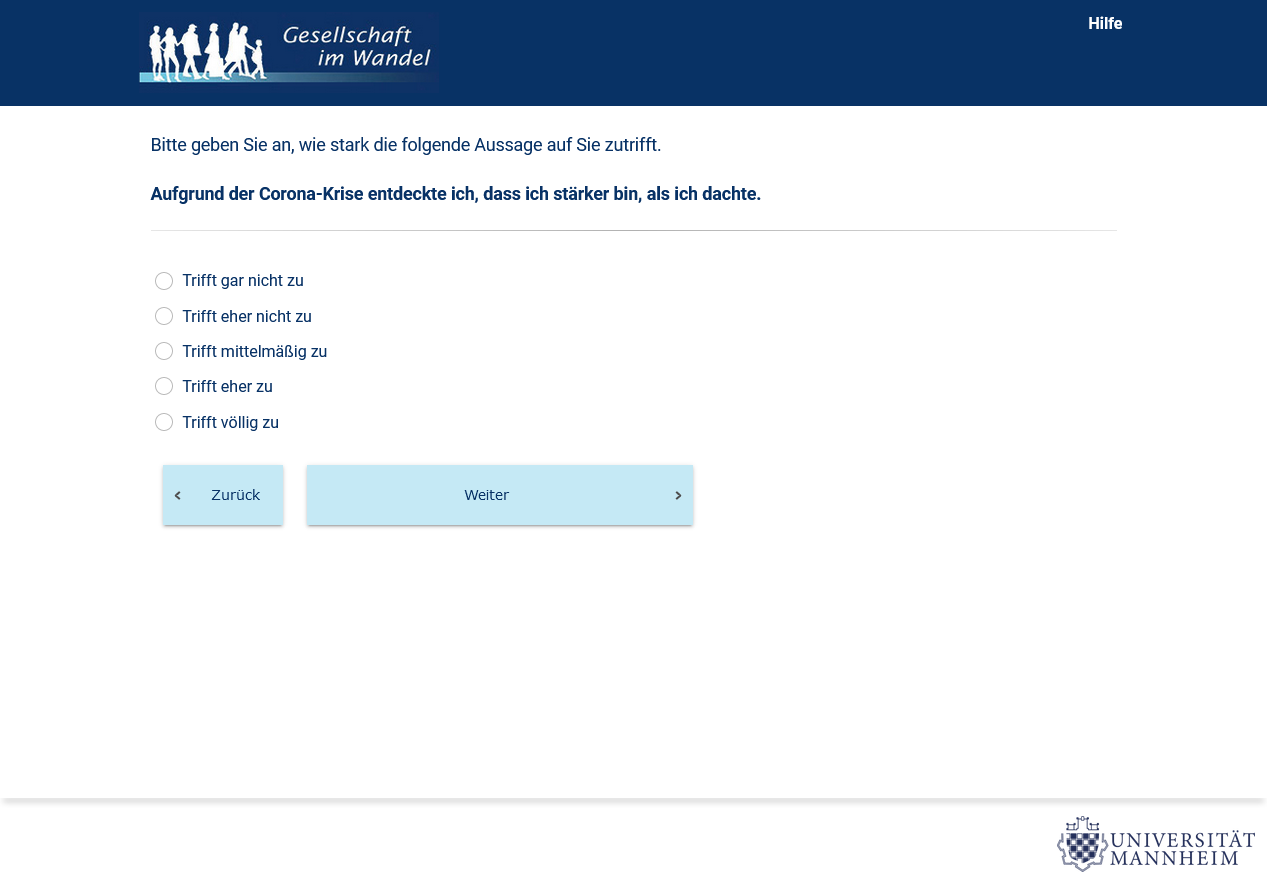 Gesellschaft
im Wandel
Hilfe
Bitte geben Sie an, wie stark die folgende Aussage auf Sie zutrifft.
Aufgrund der Corona-Krise entdeckte ich, dass ich stärker bin, als ich dachte.
Trifft gar nicht zu
Trifft eher nicht zu
Trifft mittelmäßig zu
Trifft eher zu
Trifft völlig zu
Zurück
Weiter
UNIVERSITÄT
MANNHEIM